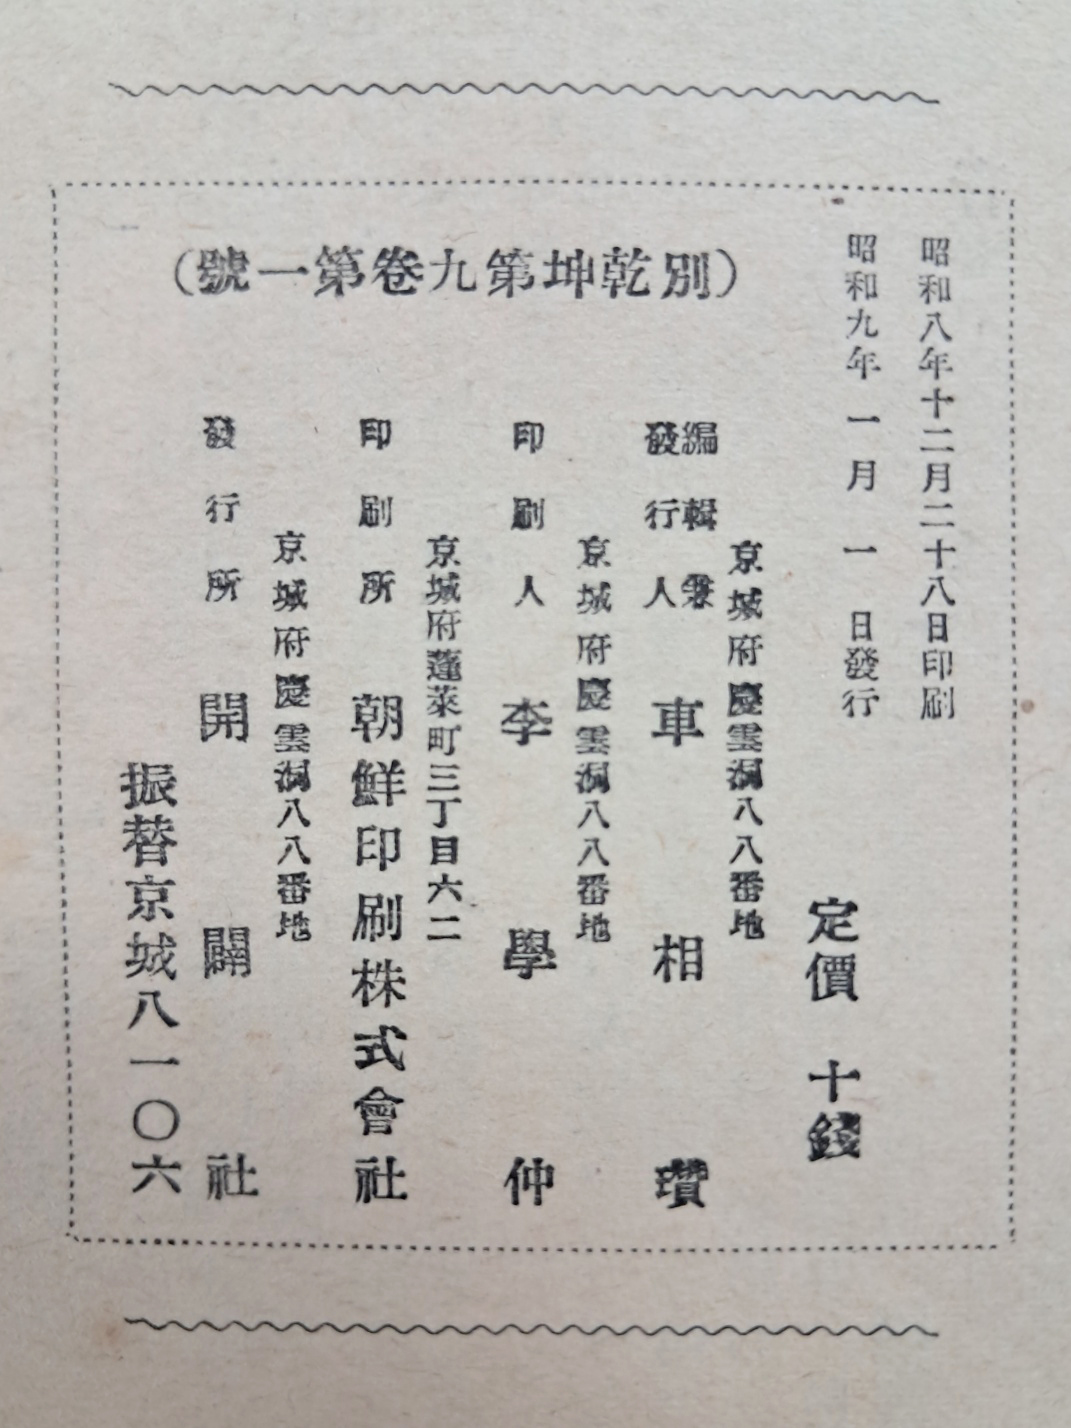 昭和八年十二月二十八日印刷
昭和九年一月一日發行
定價 十錢
(別乾坤第九卷第一號)
京城府慶雲洞八八番地
編輯兼
發行人 車相瓚
京城府慶雲洞八八番地
印刷人 李學仲
京城府蓬萊町三丁目六二
印刷所 朝鮮印刷株式會社
京城府慶雲洞八八番地
發行所 開闢社
振替京城八一〇六